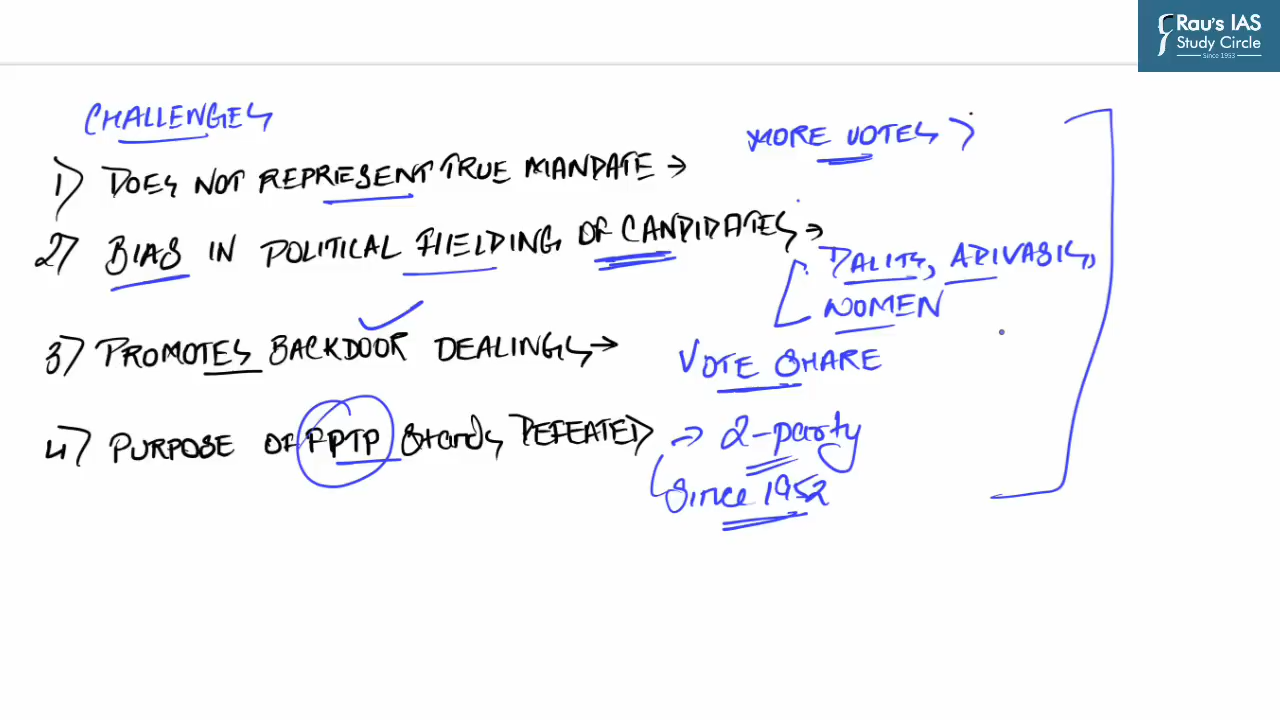 Rau's IAS
Study Circle
Since 1953
CHALLENGES
1) DOES NOT REPRESENT TRUE MANDATE → MORE VOTES >
2) BIAS IN POLITICAL FIELDING OF CANDIDATES →
DALITS, ADIVASIS,
WOMEN
3) PROMOTES BACKDOOR DEALINGS → VOTE SHARE
4) PURPOSE OF FPTP Stands DEFEATED → 2-party
Since 1952